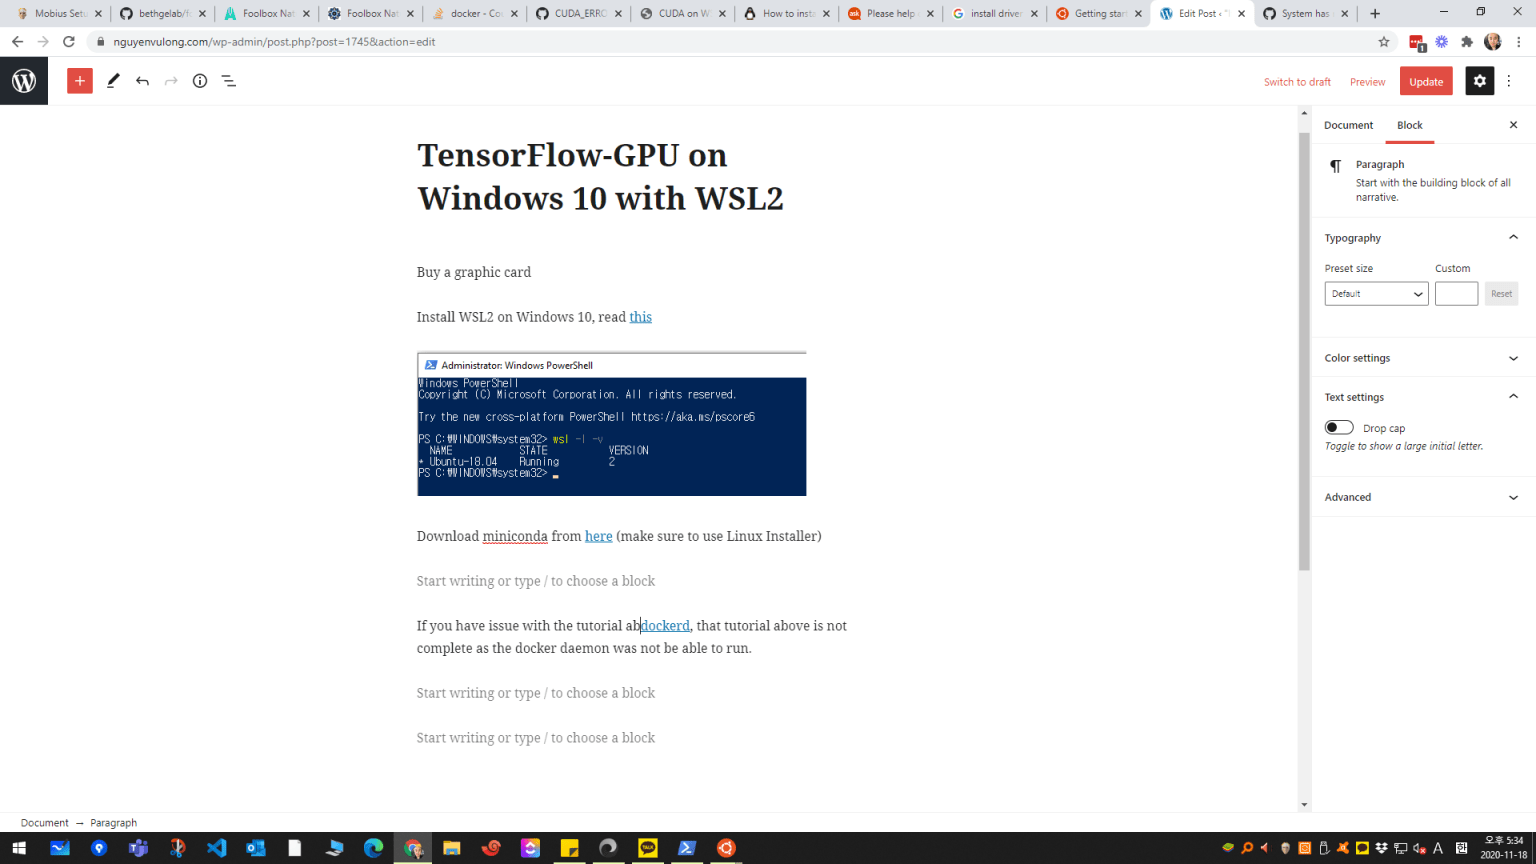 Mobius Setu
bethgelab/fo
Foolbox Nat
Foolbox Nat
docker - Co
CUDA_ERRO
CUDA on W
How to insta
Please help
install driver
Getting start
Edit Post ‹ "
System has
nguyenvulong.com/wp-admin/post.php?post=1745&action=edit
1
Switch to draft
Preview
Update
TensorFlow-GPU on
Windows 10 with WSL2
Buy a graphic card
Install WSL2 on Windows 10, read this
Administrator: Windows PowerShell
Windows PowerShell
Copyright (C) Microsoft Corporation. All rights reserved.
Try the new cross-platform PowerShell https://aka.ms/pscore6
PS C:₩WINDOWS₩system32> wsl -l -v
NAME STATE VERSION
* Ubuntu-18.04 Running 2
PS C:₩WINDOWS₩system32>
Download miniconda from here (make sure to use Linux Installer)
Start writing or type / to choose a block
If you have issue with the tutorial abdockerd, that tutorial above is not
complete as the docker daemon was not be able to run.
Start writing or type / to choose a block
Start writing or type / to choose a block
Document
Block
Paragraph
Start with the building block of all
narrative.
Typography
Preset size
Custom
Default
Reset
Color settings
Text settings
Drop cap
Toggle to show a large initial letter.
Advanced
Document → Paragraph
A
오후 5:34
2020-11-18